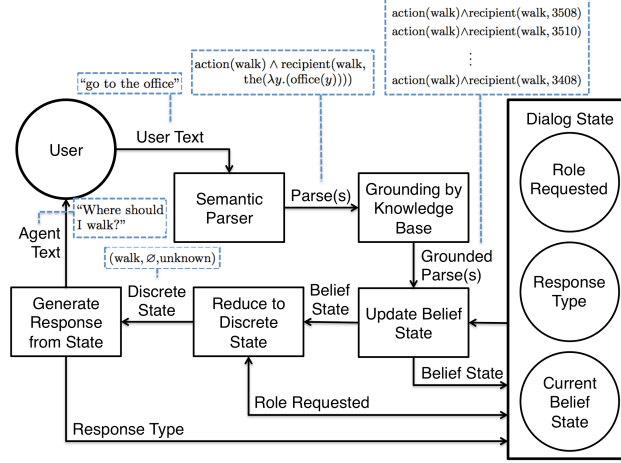 action(walk)∧recipient(walk, 3508)
action(walk)∧recipient(walk, 3510)
⋮
action(walk)∧recipient(walk, 3408)
action(walk) ∧ recipient(walk,
the(λy.(office(y))))
"go to the office"
User Text
User
Semantic
Parser
Parse(s)
Grounding by
Knowledge
Base
Dialog State
Role
Requested
"Where should
I walk?"
Agent
Text
(walk, ∅,unknown)
Grounded
Parse(s)
Generate
Response
from State
Discrete
State
Reduce to
Discrete
State
Belief
State
Update Belief
State
Response
Type
Belief State
Role Requested
Current
Belief
State
Response Type